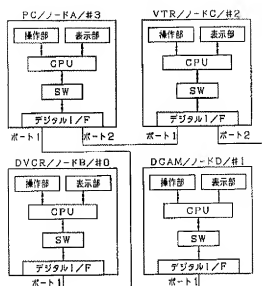 PC/ノードA/#3
VTR/ノードC/#2
操作部 表示部
操作部 表示部
CPU
CPU
SW
SW
デジタルI/F
デジタルI/F
ポート1 ポート2
ポート1 ポート2
DVCR/ノードB/#0
DCAM/ノードD/#1
操作部 表示部
操作部 表示部
CPU
CPU
SW
SW
デジタルI/F
デジタルI/F
ポート1
ポート1